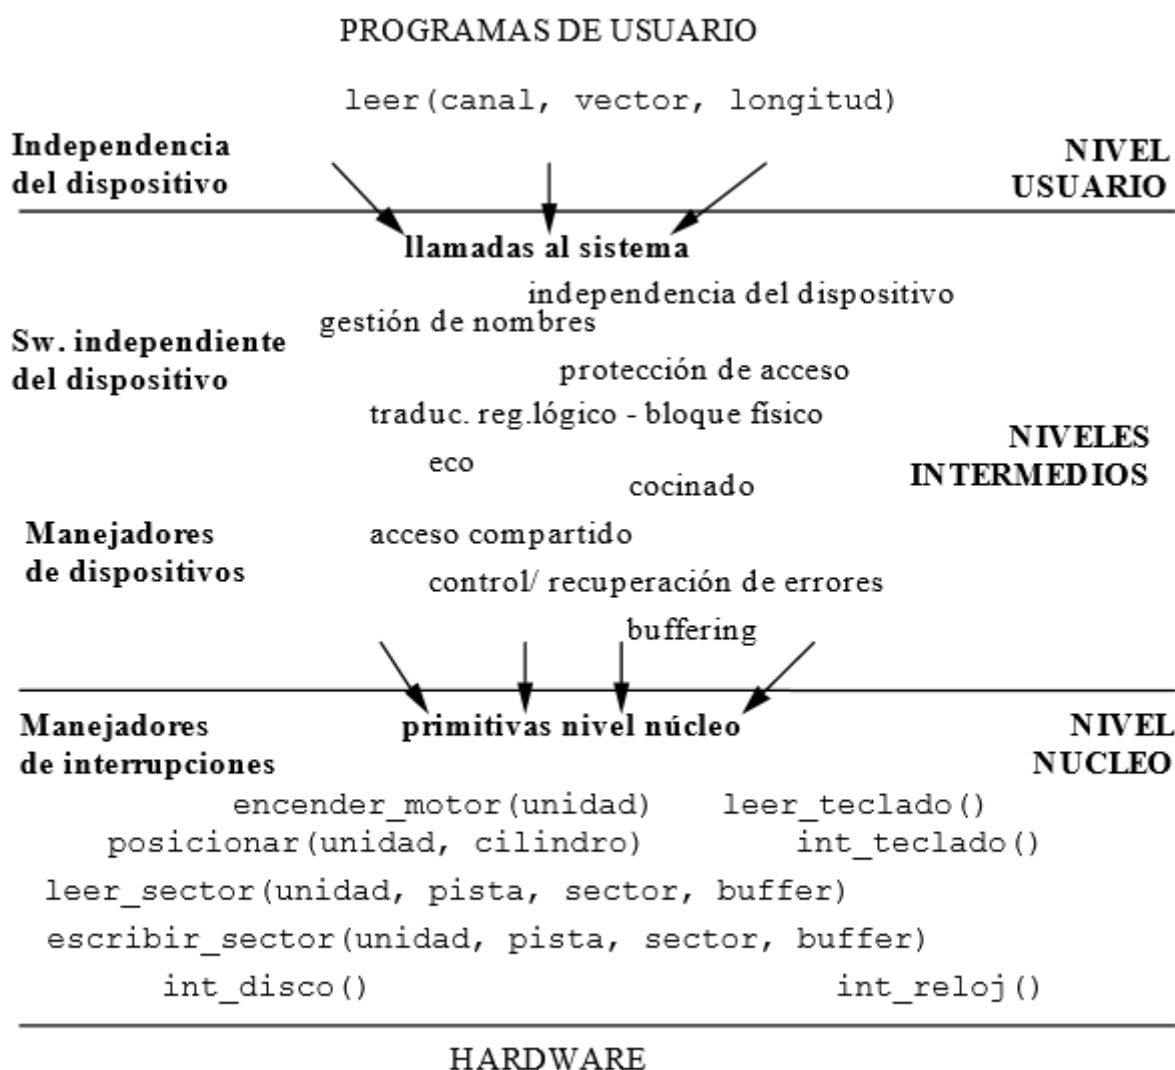 PROGRAMAS DE USUARIO
leer(canal, vector, longitud)
Independencia
del dispositivo
NIVEL
USUARIO
llamadas al sistema
independencia del dispositivo
gestión de nombres
Sw. independiente
del dispositivo
protección de acceso
traduc. reg.lógico - bloque físico
NIVELES
INTERMEDIOS
eco
cocinado
Manejadores
de dispositivos
acceso compartido
control/ recuperación de errores
buffering
Manejadores
de interrupciones
primitivas nivel núcleo
NIVEL
NUCLEO
encender_motor(unidad)
leer_teclado()
posicionar(unidad, cilindro)
int_teclado()
leer_sector(unidad, pista, sector, buffer)
escribir_sector(unidad, pista, sector, buffer)
int_disco()
int_reloj()
HARDWARE